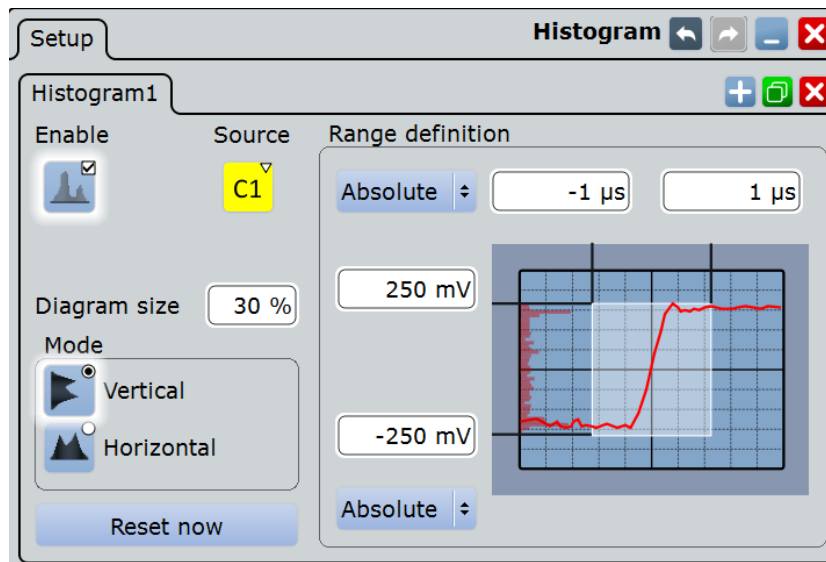 Setup
Histogram
Histogram1
Enable
Source
Range definition
C1
Absolute
-1 µs
1 µs
250 mV
Diagram size
30 %
Mode
Vertical
-250 mV
Horizontal
Absolute
Reset now